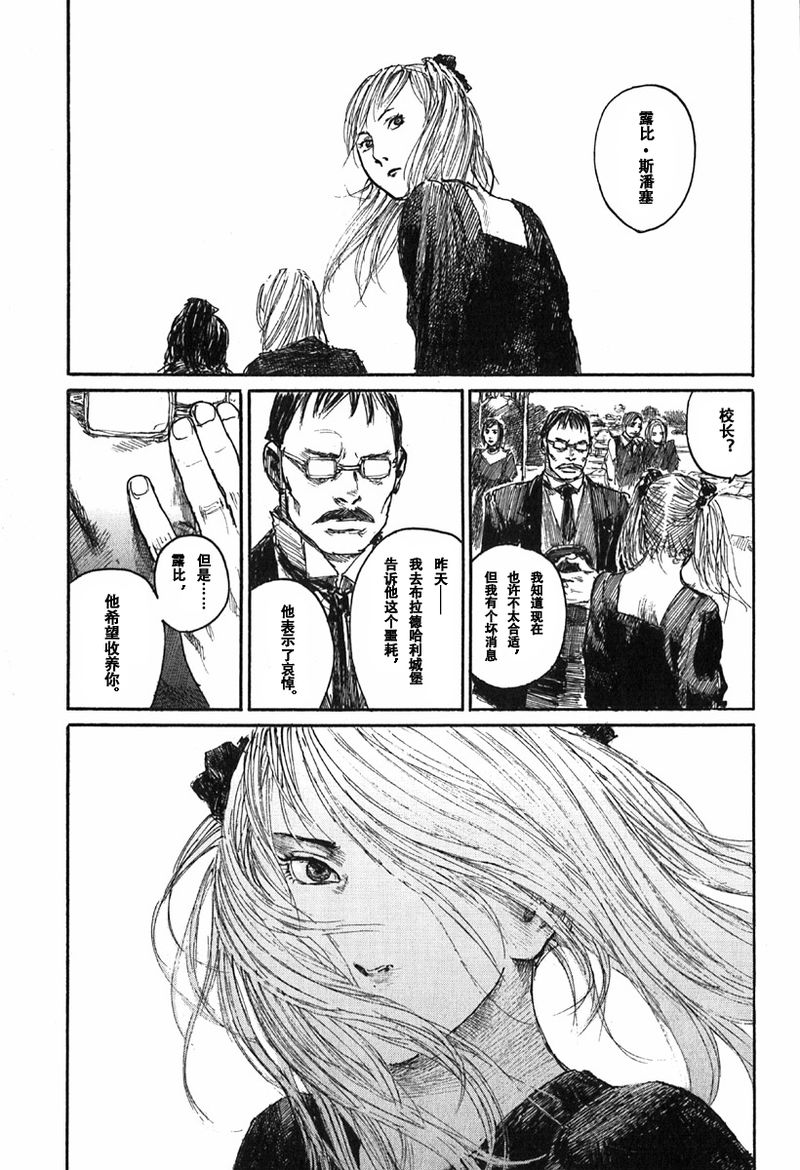 露比・斯潘塞
校长?
我知道现在
也许不太合适,
但我有个坏消息
昨天——
我去布拉德哈利城堡
告诉他这个噩耗,
他表示了哀悼。
但是……
露比,
他希望收养你。